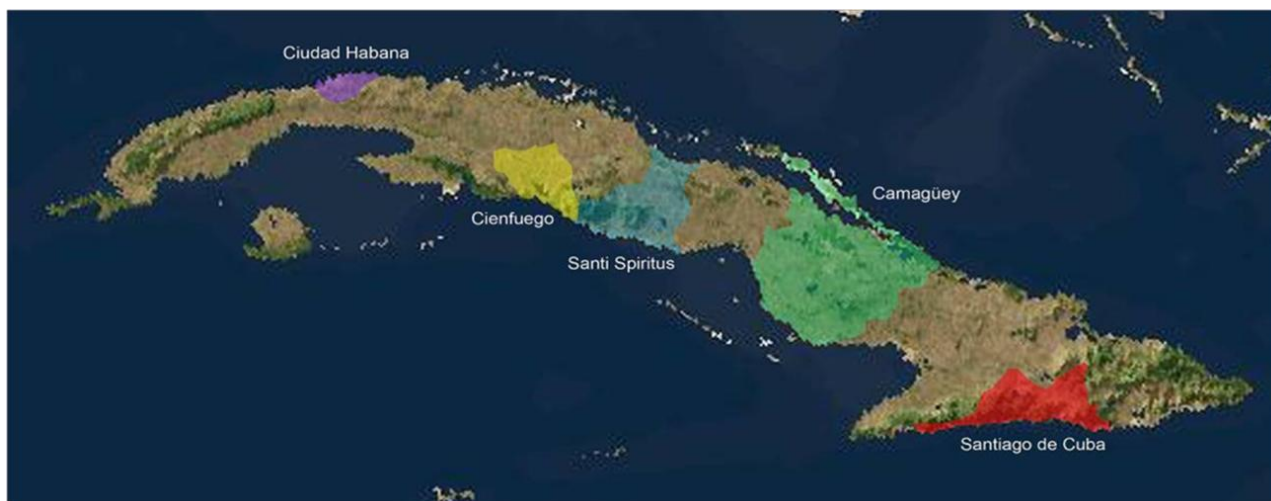 Ciudad Habana
Camagüey
Cienfuego
Santi Spiritus
Santiago de Cuba